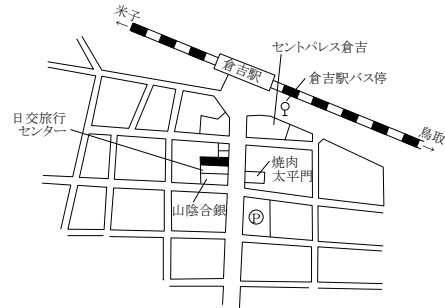 米子
倉吉駅
セントパレス倉吉
倉吉駅バス停
鳥取
日交旅行
センター
焼肉
太平門
山陰合銀
P